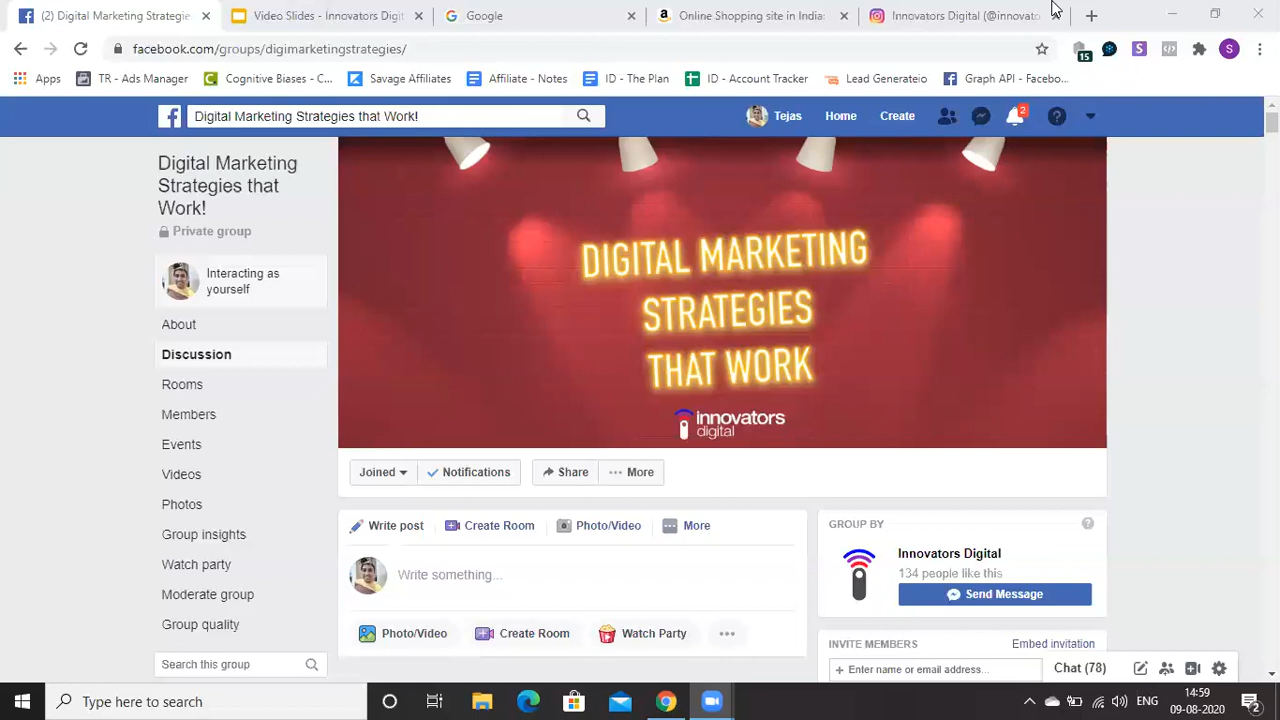 (2) Digital Marketing Strategie
Video Slides - Innovators Digit
Google
Online Shopping site in India:
Innovators Digital (@innovato
facebook.com/groups/digimarketingstrategies/
15
S
S
Apps
TR - Ads Manager
Cognitive Biases - C...
Savage Affiliates
Affiliate - Notes
ID - The Plan
ID - Account Tracker
Lead Generateio
Graph API - Facebo...
Digital Marketing Strategies that Work!
Tejas
Home
Create
2
Digital Marketing
Strategies that
Work!
Private group
Interacting as
yourself
About
Discussion
Rooms
Members
Events
Videos
Photos
Group insights
Watch party
Moderate group
Group quality
Search this group
DIGITAL MARKETING
STRATEGIES
THAT WORK
innovators
digital
Joined
Notifications
Share
More
Write post
Create Room
Photo/Video
More
Write something...
Photo/Video
Create Room
Watch Party
GROUP BY
Innovators Digital
134 people like this
Send Message
INVITE MEMBERS
Embed invitation
+ Enter name or email address...
Chat (78)
Type here to search
ENG
14:59
09-08-2020
2